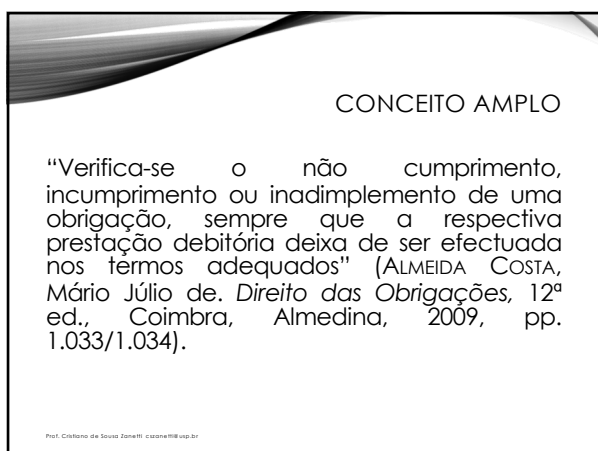 CONCEITO AMPLO
“Verifica-se o não cumprimento,
incumprimento ou inadimplemento de uma
obrigação, sempre que a respectiva
prestação debitória deixa de ser efectuada
nos termos adequados” (ALMEIDA COSTA,
Mário Júlio de. Direito das Obrigações, 12ª
ed., Coimbra, Almedina, 2009, pp.
1.033/1.034).
Prof. Cristiano de Sousa Zanetti cszanetti@usp.br